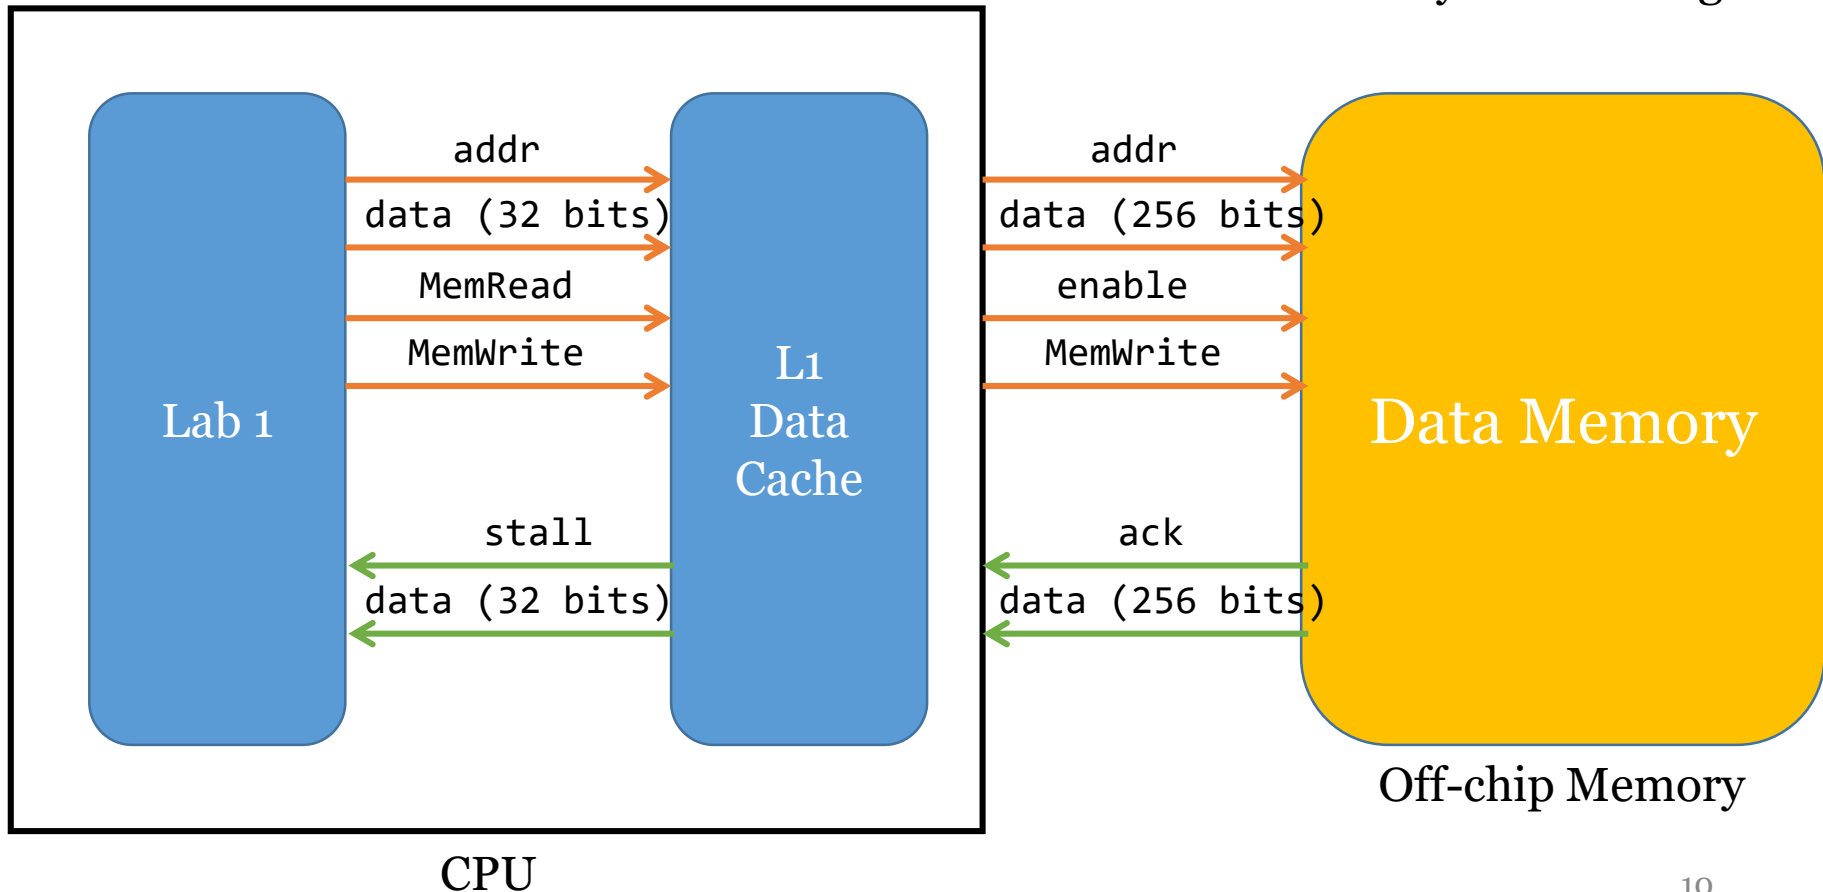 addr
data (32 bits)
MemRead
MemWrite
Lab 1
stall
data (32 bits)
L1
Data
Cache
addr
data (256 bits)
enable
MemWrite
ack
data (256 bits)
Data Memory
Off-chip Memory
CPU